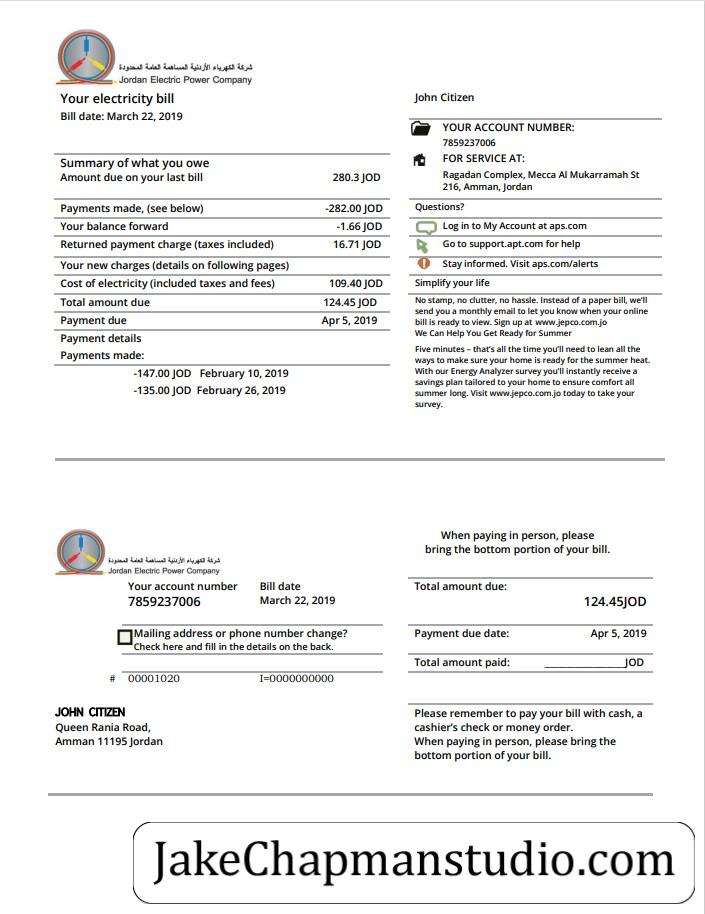 شركة الكهرباء الأردنية المساهمة العامة المحدودة
Jordan Electric Power Company
Your electricity bill
Bill date: March 22, 2019
Summary of what you owe
Amount due on your last bill 280.3 JOD
Payments made, (see below) -282.00 JOD
Your balance forward -1.66 JOD
Returned payment charge (taxes included) 16.71 JOD
Your new charges (details on following pages)
Cost of electricity (included taxes and fees) 109.40 JOD
Total amount due 124.45 JOD
Payment due Apr 5, 2019
Payment details
Payments made:
-147.00 JOD February 10, 2019
-135.00 JOD February 26, 2019
John Citizen
YOUR ACCOUNT NUMBER:
7859237006
FOR SERVICE AT:
Ragadan Complex, Mecca Al Mukarramah St
216, Amman, Jordan
Questions?
Log in to My Account at aps.com
Go to support.apt.com for help
Stay informed. Visit aps.com/alerts
Simplify your life
No stamp, no clutter, no hassle. Instead of a paper bill, we'll
send you a monthly email to let you know when your online
bill is ready to view. Sign up at www.jepco.com.jo
We Can Help You Get Ready for Summer
Five minutes – that's all the time you'll need to lean all the
ways to make sure your home is ready for the summer heat.
With our Energy Analyzer survey you'll instantly receive a
savings plan tailored to your home to ensure comfort all
summer long. Visit www.jepco.com.jo today to take your
survey.
شركة الكهرباء الأردنية المساهمة العامة المحدودة
Jordan Electric Power Company
Your account number Bill date
7859237006 March 22, 2019
Mailing address or phone number change?
Check here and fill in the details on the back.
# 00001020 I=0000000000
JOHN CITIZEN
Queen Rania Road,
Amman 11195 Jordan
When paying in person, please
bring the bottom portion of your bill.
Total amount due:
124.45JOD
Payment due date: Apr 5, 2019
Total amount paid: ________________JOD
Please remember to pay your bill with cash, a
cashier's check or money order.
When paying in person, please bring the
bottom portion of your bill.
JakeChapmanstudio.com